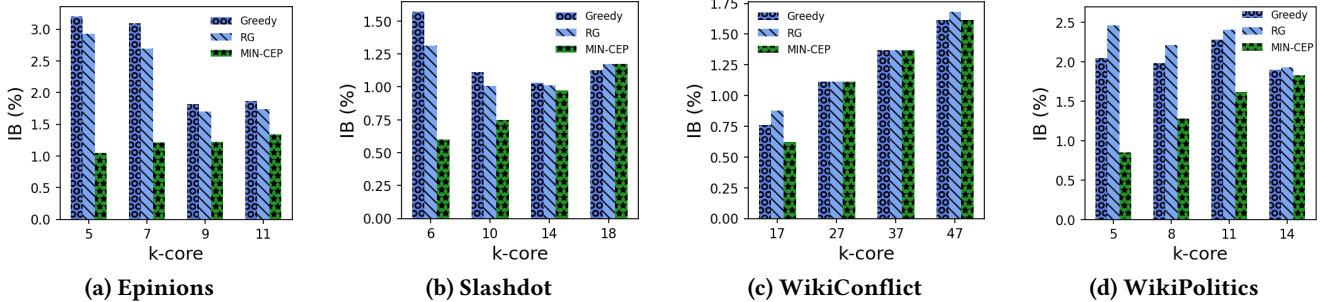 IB (%)
3.0
2.5
2.0
1.5
1.0
0.5
0.0
Greedy
RG
MIN-CEP
5 7 9 11
k-core
(a) Epinions
IB (%)
1.50
1.25
1.00
0.75
0.50
0.25
0.00
Greedy
RG
MIN-CEP
6 10 14 18
k-core
(b) Slashdot
IB (%)
1.75
1.50
1.25
1.00
0.75
0.50
0.25
0.00
Greedy
RG
MIN-CEP
17 27 37 47
k-core
(c) WikiConflict
IB (%)
2.5
2.0
1.5
1.0
0.5
0.0
Greedy
RG
MIN-CEP
5 8 11 14
k-core
(d) WikiPolitics